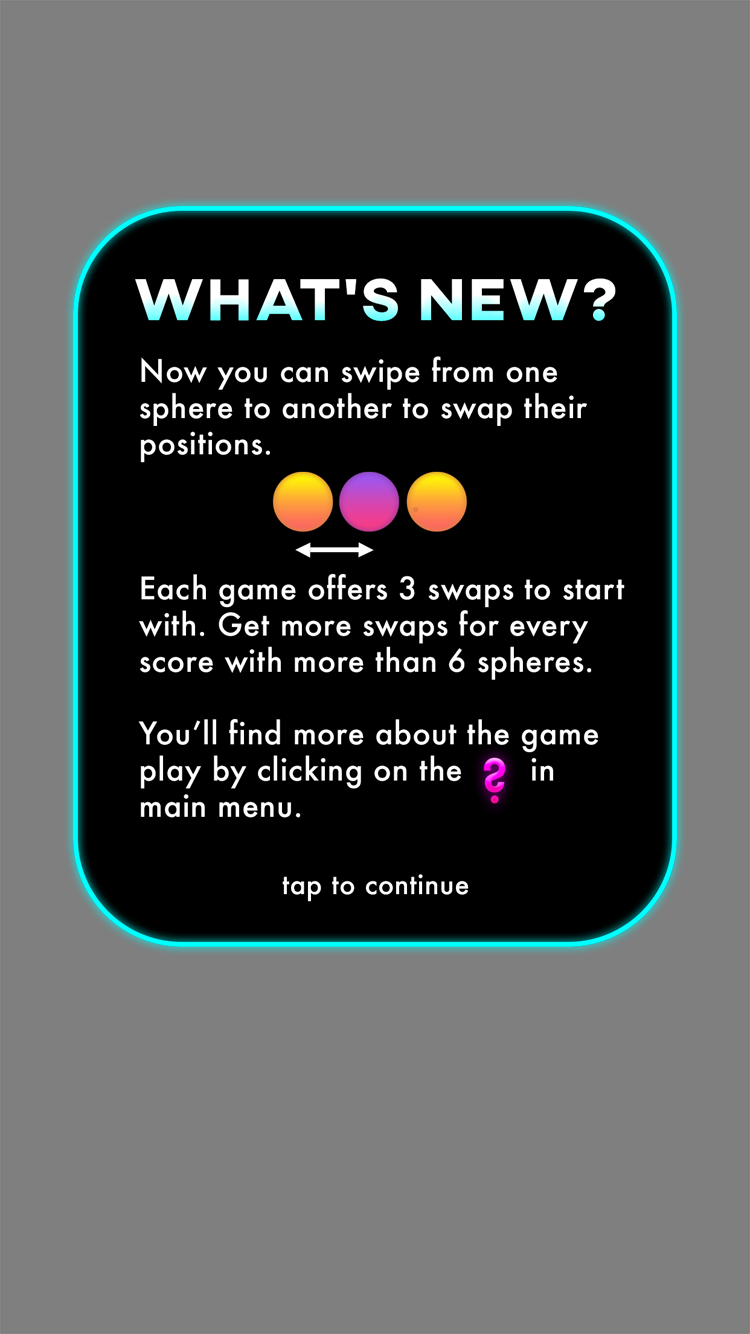 WHAT'S NEW?
Now you can swipe from one
sphere to another to swap their
positions.
Each game offers 3 swaps to start
with. Get more swaps for every
score with more than 6 spheres.
You’ll find more about the game
play by clicking on the ? in
main menu.
tap to continue